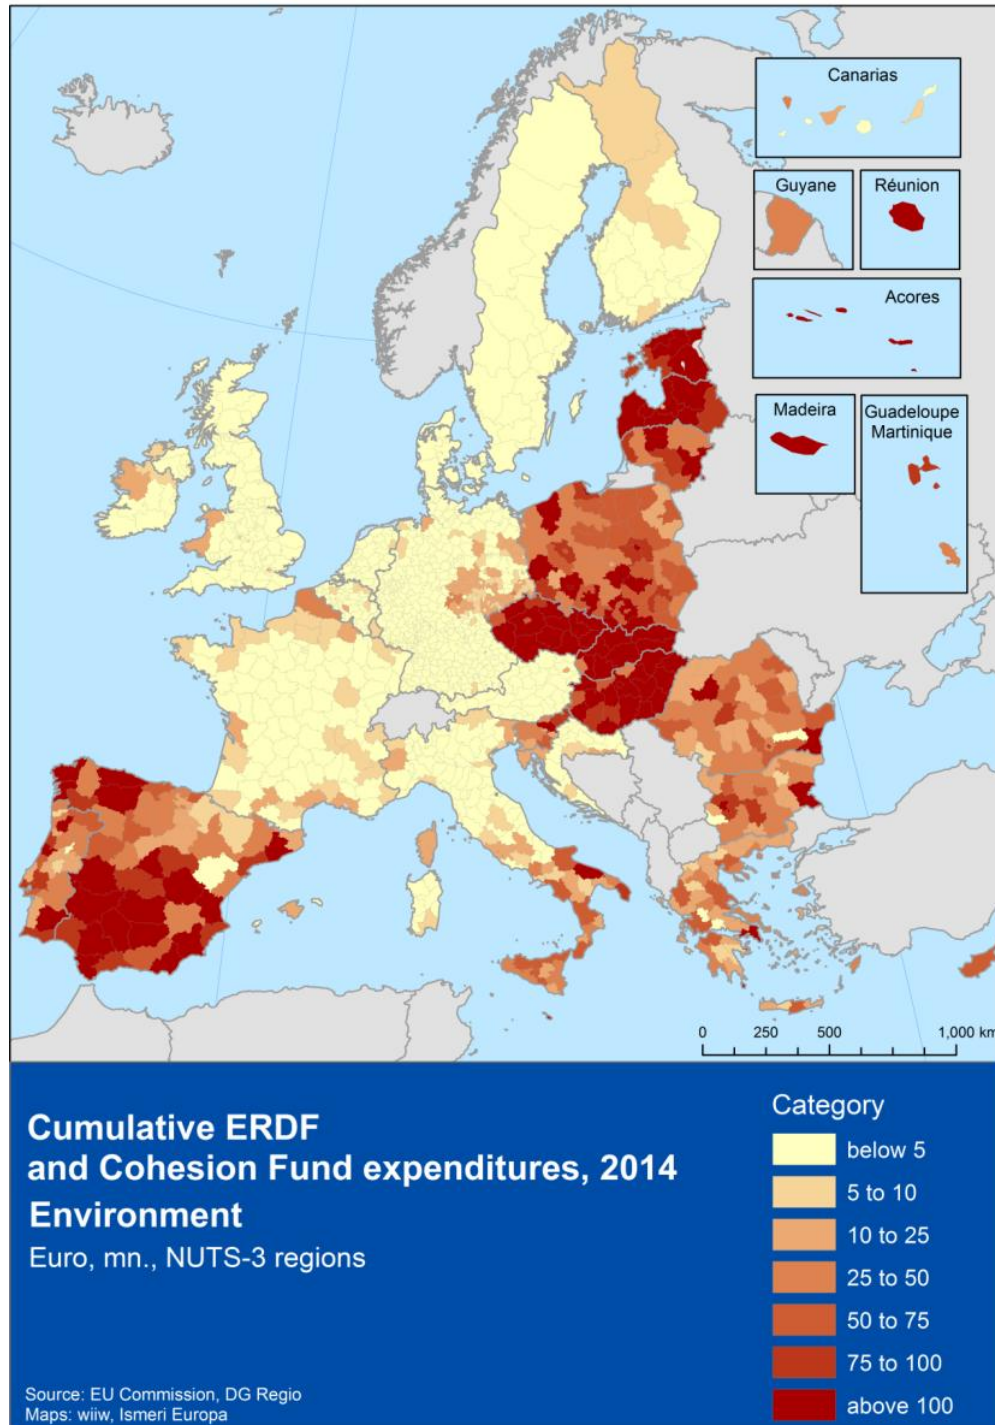 Canarias
Guyane
Réunion
Acores
Madeira
Guadeloupe
Martinique
0 250 500 1,000 km
Cumulative ERDF
and Cohesion Fund expenditures, 2014
Environment
Euro, mn., NUTS-3 regions
Category
below 5
5 to 10
10 to 25
25 to 50
50 to 75
75 to 100
above 100
Source: EU Commission, DG Regio
Maps: wiiw, Ismeri Europa